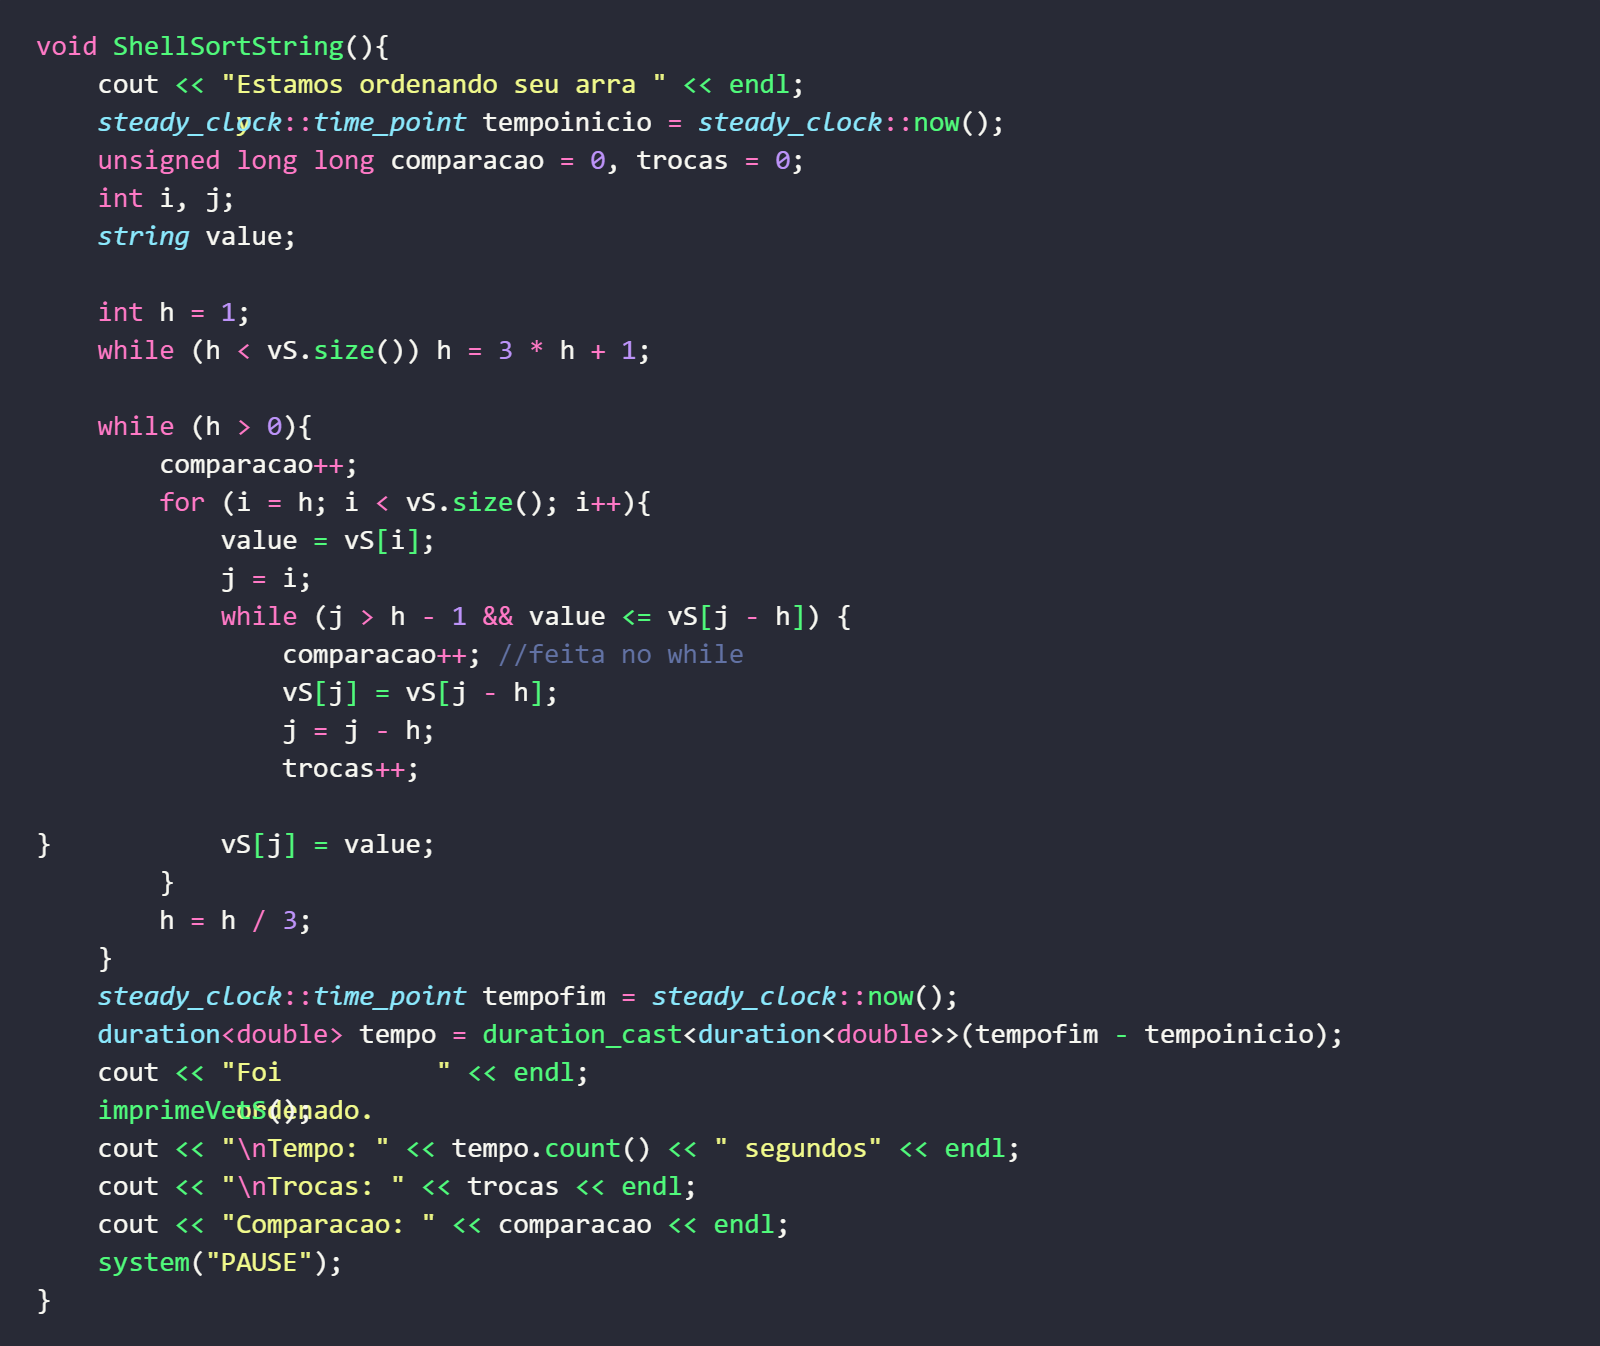 void ShellSortString(){
    cout << "Estamos ordenando seu arra " << endl;
    y
    steady_clock::time_point tempoinicio = steady_clock::now();
    unsigned long long comparacao = 0, trocas = 0;
    int i, j;
    string value;

    int h = 1;
    while (h < vS.size()) h = 3 * h + 1;

    while (h > 0){
        comparacao++;
        for (i = h; i < vS.size(); i++){
            value = vS[i];
            j = i;
            while (j > h - 1 && value <= vS[j - h]) {
                comparacao++; //feita no while
                vS[j] = vS[j - h];
                j = j - h;
                trocas++;

}           vS[j] = value;
        }
        h = h / 3;
    }
    steady_clock::time_point tempofim = steady_clock::now();
    duration<double> tempo = duration_cast<duration<double>>(tempofim - tempoinicio);
    cout << "Foi          " << endl;
    ordenado.
    imprimeVetS();
    cout << "\nTempo: " << tempo.count() << " segundos" << endl;
    cout << "\nTrocas: " << trocas << endl;
    cout << "Comparacao: " << comparacao << endl;
    system("PAUSE");
}